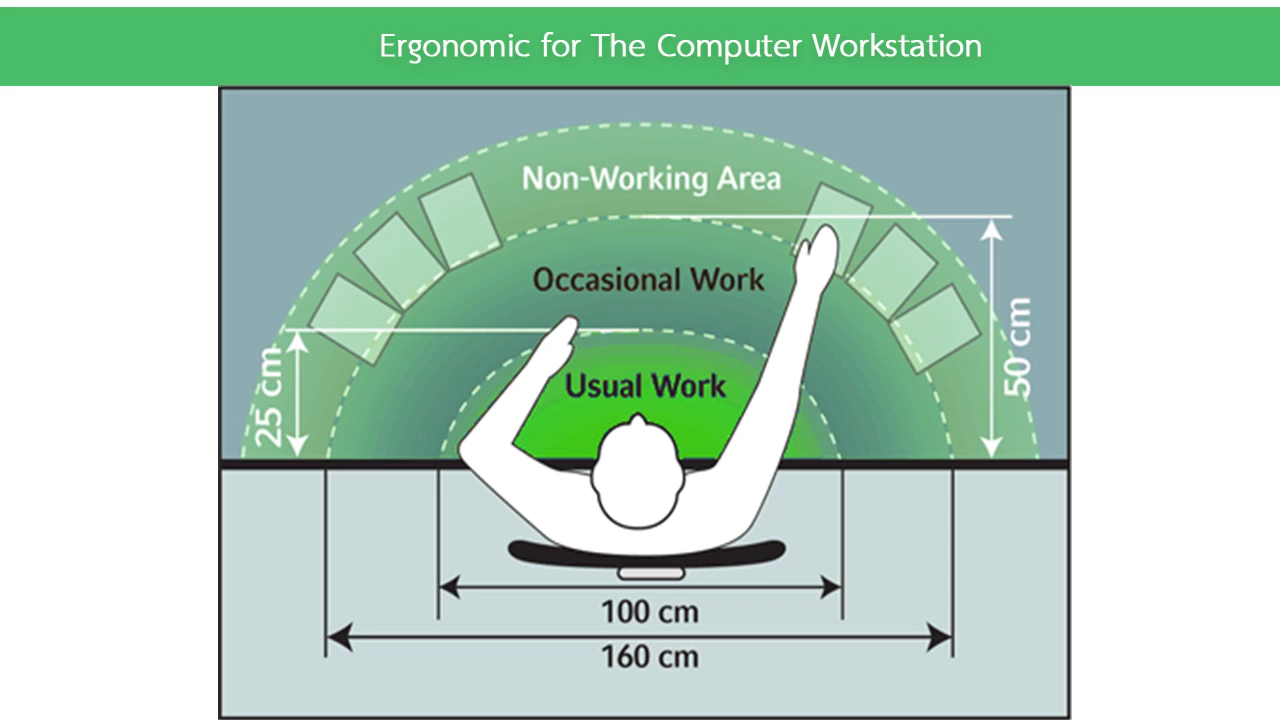 Ergonomic for The Computer Workstation
Non-Working Area
Occasional Work
Usual Work
25 cm
50 cm
100 cm
160 cm